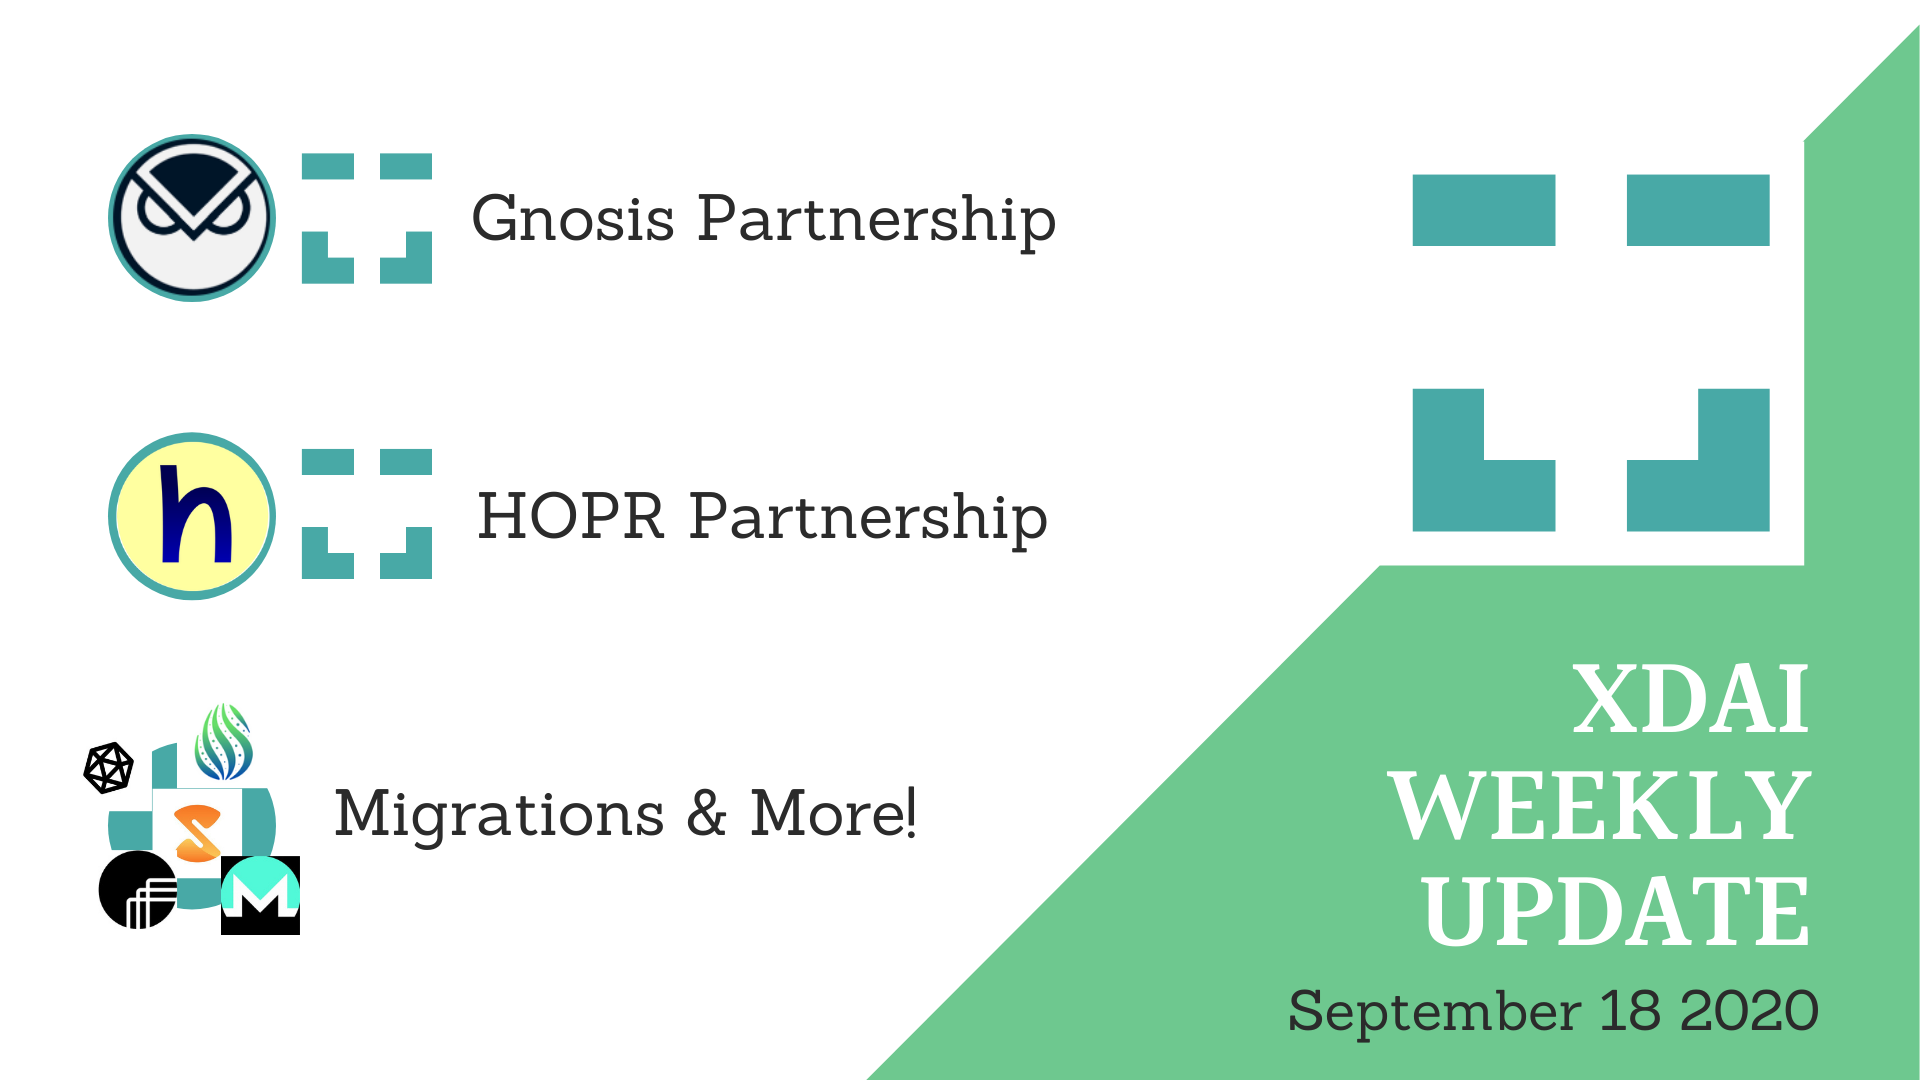 Gnosis Partnership
h
HOPR Partnership
Migrations & More!
XDAI
WEEKLY
UPDATE
September 18 2020